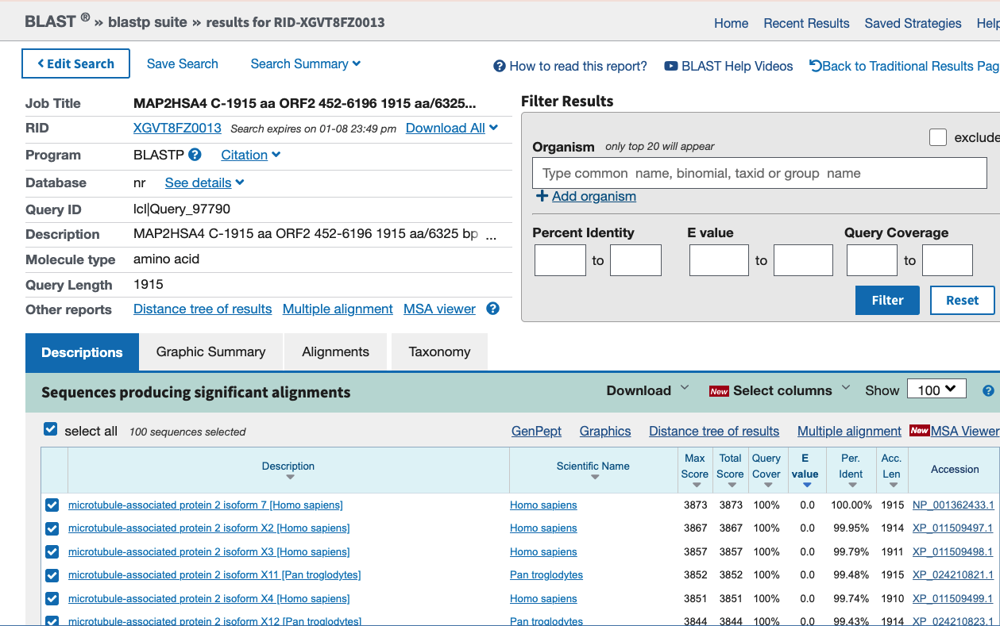 BLAST ® » blastp suite » results for RID-XGVT8FZ0013
Home Recent Results Saved Strategies Help
Edit Search Save Search Search Summary
How to read this report? BLAST Help Videos Back to Traditional Results Pag
Job Title MAP2HSA4 C-1915 aa ORF2 452-6196 1915 aa/6325...
RID XGVT8FZ0013 Search expires on 01-08 23:49 pm Download All
Program BLASTP Citation
Database nr See details
Query ID lcl|Query_97790
Description MAP2HSA4 C-1915 aa ORF2 452-6196 1915 aa/6325 bp ...
Molecule type amino acid
Query Length 1915
Other reports Distance tree of results Multiple alignment MSA viewer
Filter Results
exclude
Organism only top 20 will appear
Type common name, binomial, taxid or group name
Add organism
Percent Identity E value Query Coverage
to to to
Filter Reset
Descriptions Graphic Summary Alignments Taxonomy
Sequences producing significant alignments Download New Select columns Show 100
select all 100 sequences selected GenPept Graphics Distance tree of results Multiple alignment New MSA Viewer
Description Scientific Name Max Score Total Score Query Cover E value Per. Ident Acc. Len Accession
microtubule-associated protein 2 isoform 7 [Homo sapiens] Homo sapiens 3873 3873 100% 0.0 100.00% 1915 NP_001362433.1
microtubule-associated protein 2 isoform X2 [Homo sapiens] Homo sapiens 3867 3867 100% 0.0 99.95% 1914 XP_011509497.1
microtubule-associated protein 2 isoform X3 [Homo sapiens] Homo sapiens 3857 3857 100% 0.0 99.79% 1911 XP_011509498.1
microtubule-associated protein 2 isoform X11 [Pan troglodytes] Pan troglodytes 3852 3852 100% 0.0 99.48% 1915 XP_024210821.1
microtubule-associated protein 2 isoform X4 [Homo sapiens] Homo sapiens 3851 3851 100% 0.0 99.74% 1910 XP_011509499.1
microtubule-associated protein 2 isoform X12 [Pan troglodytes] Pan troglodytes 3844 3844 100% 0.0 99.43% 1914 XP_024210823.1